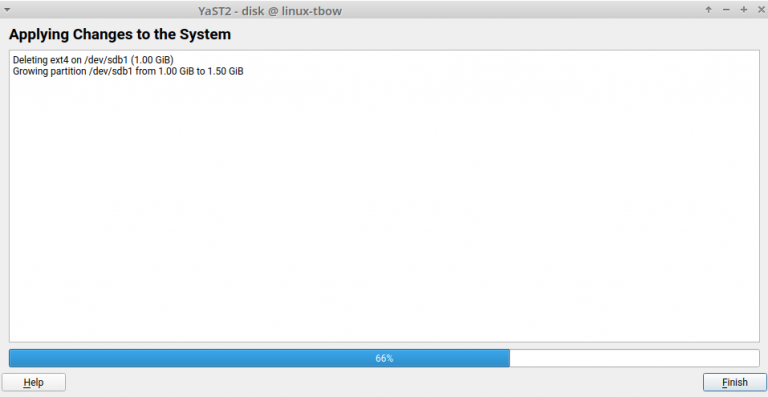 YaST2 - disk @ linux-tbow
Applying Changes to the System
Deleting ext4 on /dev/sdb1 (1.00 GiB)
Growing partition /dev/sdb1 from 1.00 GiB to 1.50 GiB
66%
Help
Finish